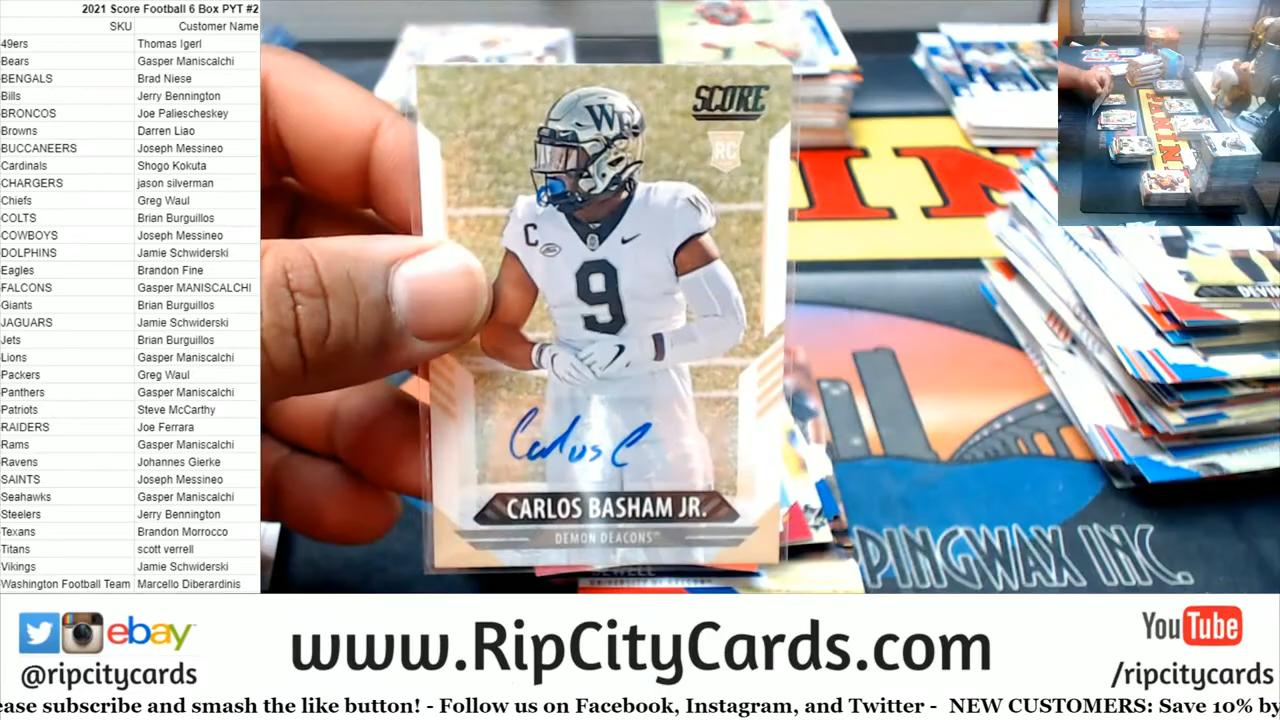 2021 Score Football 6 Box PYT #2
SKU Customer Name
49ers Thomas Igerl
Bears Gasper Maniscalchi
BENGALS Brad Niese
Bills Jerry Bennington
BRONCOS Joe Paliescheskey
Browns Darren Liao
BUCCANEERS Joseph Messineo
Cardinals Shogo Kokuta
CHARGERS jason silverman
Chiefs Greg Waul
COLTS Brian Burguillos
COWBOYS Joseph Messineo
DOLPHINS Jamie Schwiderski
Eagles Brandon Fine
FALCONS Gasper MANISCALCHI
Giants Brian Burguillos
JAGUARS Jamie Schwiderski
Jets Brian Burguillos
Lions Gasper Maniscalchi
Packers Greg Waul
Panthers Gasper Maniscalchi
Patriots Steve McCarthy
RAIDERS Joe Ferrara
Rams Gasper Maniscalchi
Ravens Johannes Gierke
SAINTS Joseph Messineo
Seahawks Gasper Maniscalchi
Steelers Jerry Bennington
Texans Brandon Morrocco
Titans scott verrell
Vikings Jamie Schwiderski
Washington Football Team Marcello Diberardinis
SCORE
RC
WF
C
9
Carlos C
CARLOS BASHAM JR.
DEMON DEACONS™
DEVIN
SEWELL
PINGWAX INC.
PANINI
ebay
@ripcitycards
www.RipCityCards.com
YouTube
/ripcitycards
ease subscribe and smash the like button! - Follow us on Facebook, Instagram, and Twitter - NEW CUSTOMERS: Save 10% by